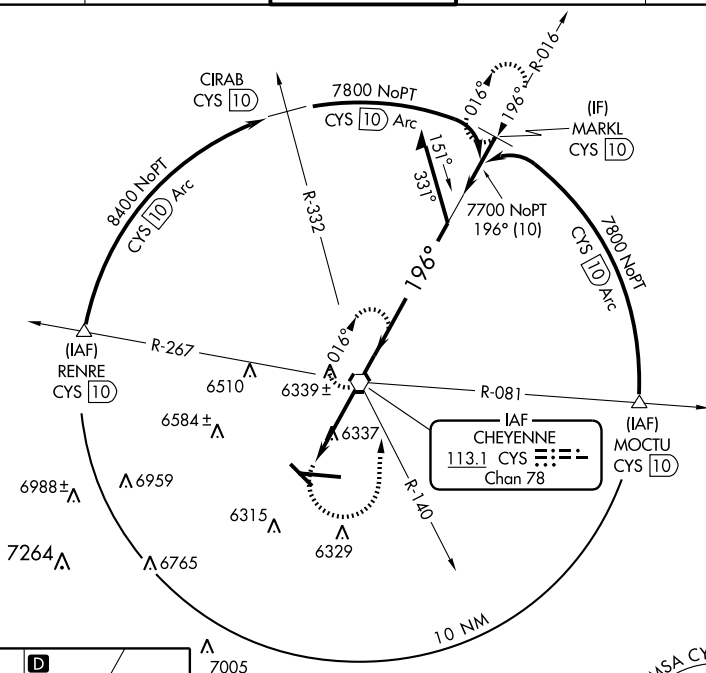 R-016
CIRAB
CYS 10
7800 NoPT
CYS 10 Arc
016°
196°
(IF)
MARKL
CYS 10
8400 NoPT
CYS 10 Arc
R-332
151°
331°
7700 NoPT
196° (10)
7800 NoPT
CYS 10 Arc
196°
(IAF)
RENRE
CYS 10
R-267
016°
6510
6339±
R-081
6584±
6337
IAF
CHEYENNE
113.1 CYS
Chan 78
(IAF)
MOCTU
CYS 10
6988±
6959
R-140
6315
6329
7264
6765
10 NM
D
7005
MSA CY